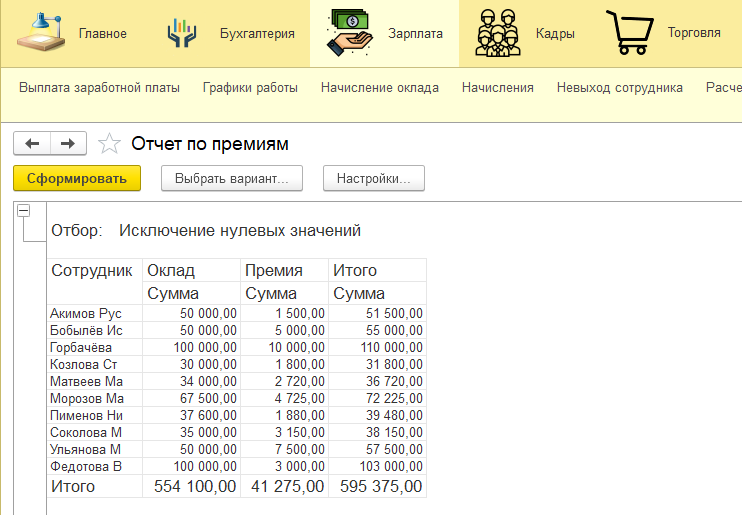 Главное Бухгалтерия Зарплата Кадры Торговля
Выплата заработной платы Графики работы Начисление оклада Начисления Невыход сотрудника Расче
Отчет по премиям
Сформировать Выбрать вариант... Настройки...
Отбор: Исключение нулевых значений
Сотрудник Оклад Премия Итого
Сумма Сумма Сумма
Акимов Рус 50 000,00 1 500,00 51 500,00
Бобылёв Ис 50 000,00 5 000,00 55 000,00
Горбачёва 100 000,00 10 000,00 110 000,00
Козлова Ст 30 000,00 1 800,00 31 800,00
Матвеев Ма 34 000,00 2 720,00 36 720,00
Морозов Ма 67 500,00 4 725,00 72 225,00
Пименов Ни 37 600,00 1 880,00 39 480,00
Соколова М 35 000,00 3 150,00 38 150,00
Ульянова М 50 000,00 7 500,00 57 500,00
Федотова В 100 000,00 3 000,00 103 000,00
Итого 554 100,00 41 275,00 595 375,00